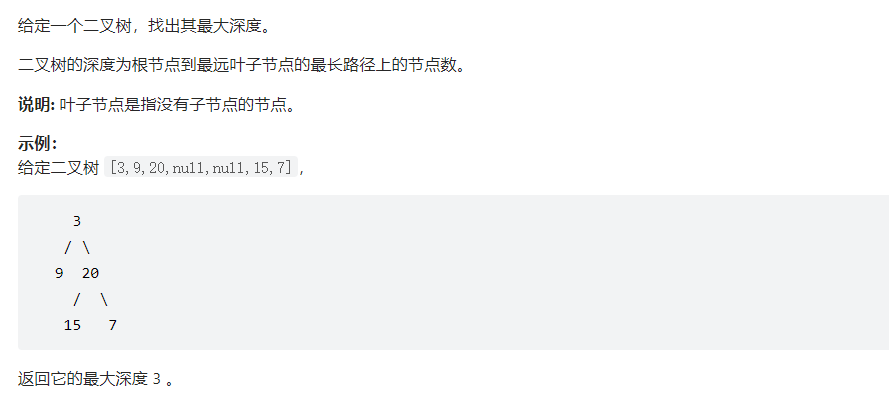 给定一个二叉树，找出其最大深度。
二叉树的深度为根节点到最远叶子节点的最长路径上的节点数。
说明: 叶子节点是指没有子节点的节点。
示例：
给定二叉树 [3,9,20,null,null,15,7]，
3
/ \
9  20
/  \
15   7
返回它的最大深度 3 。